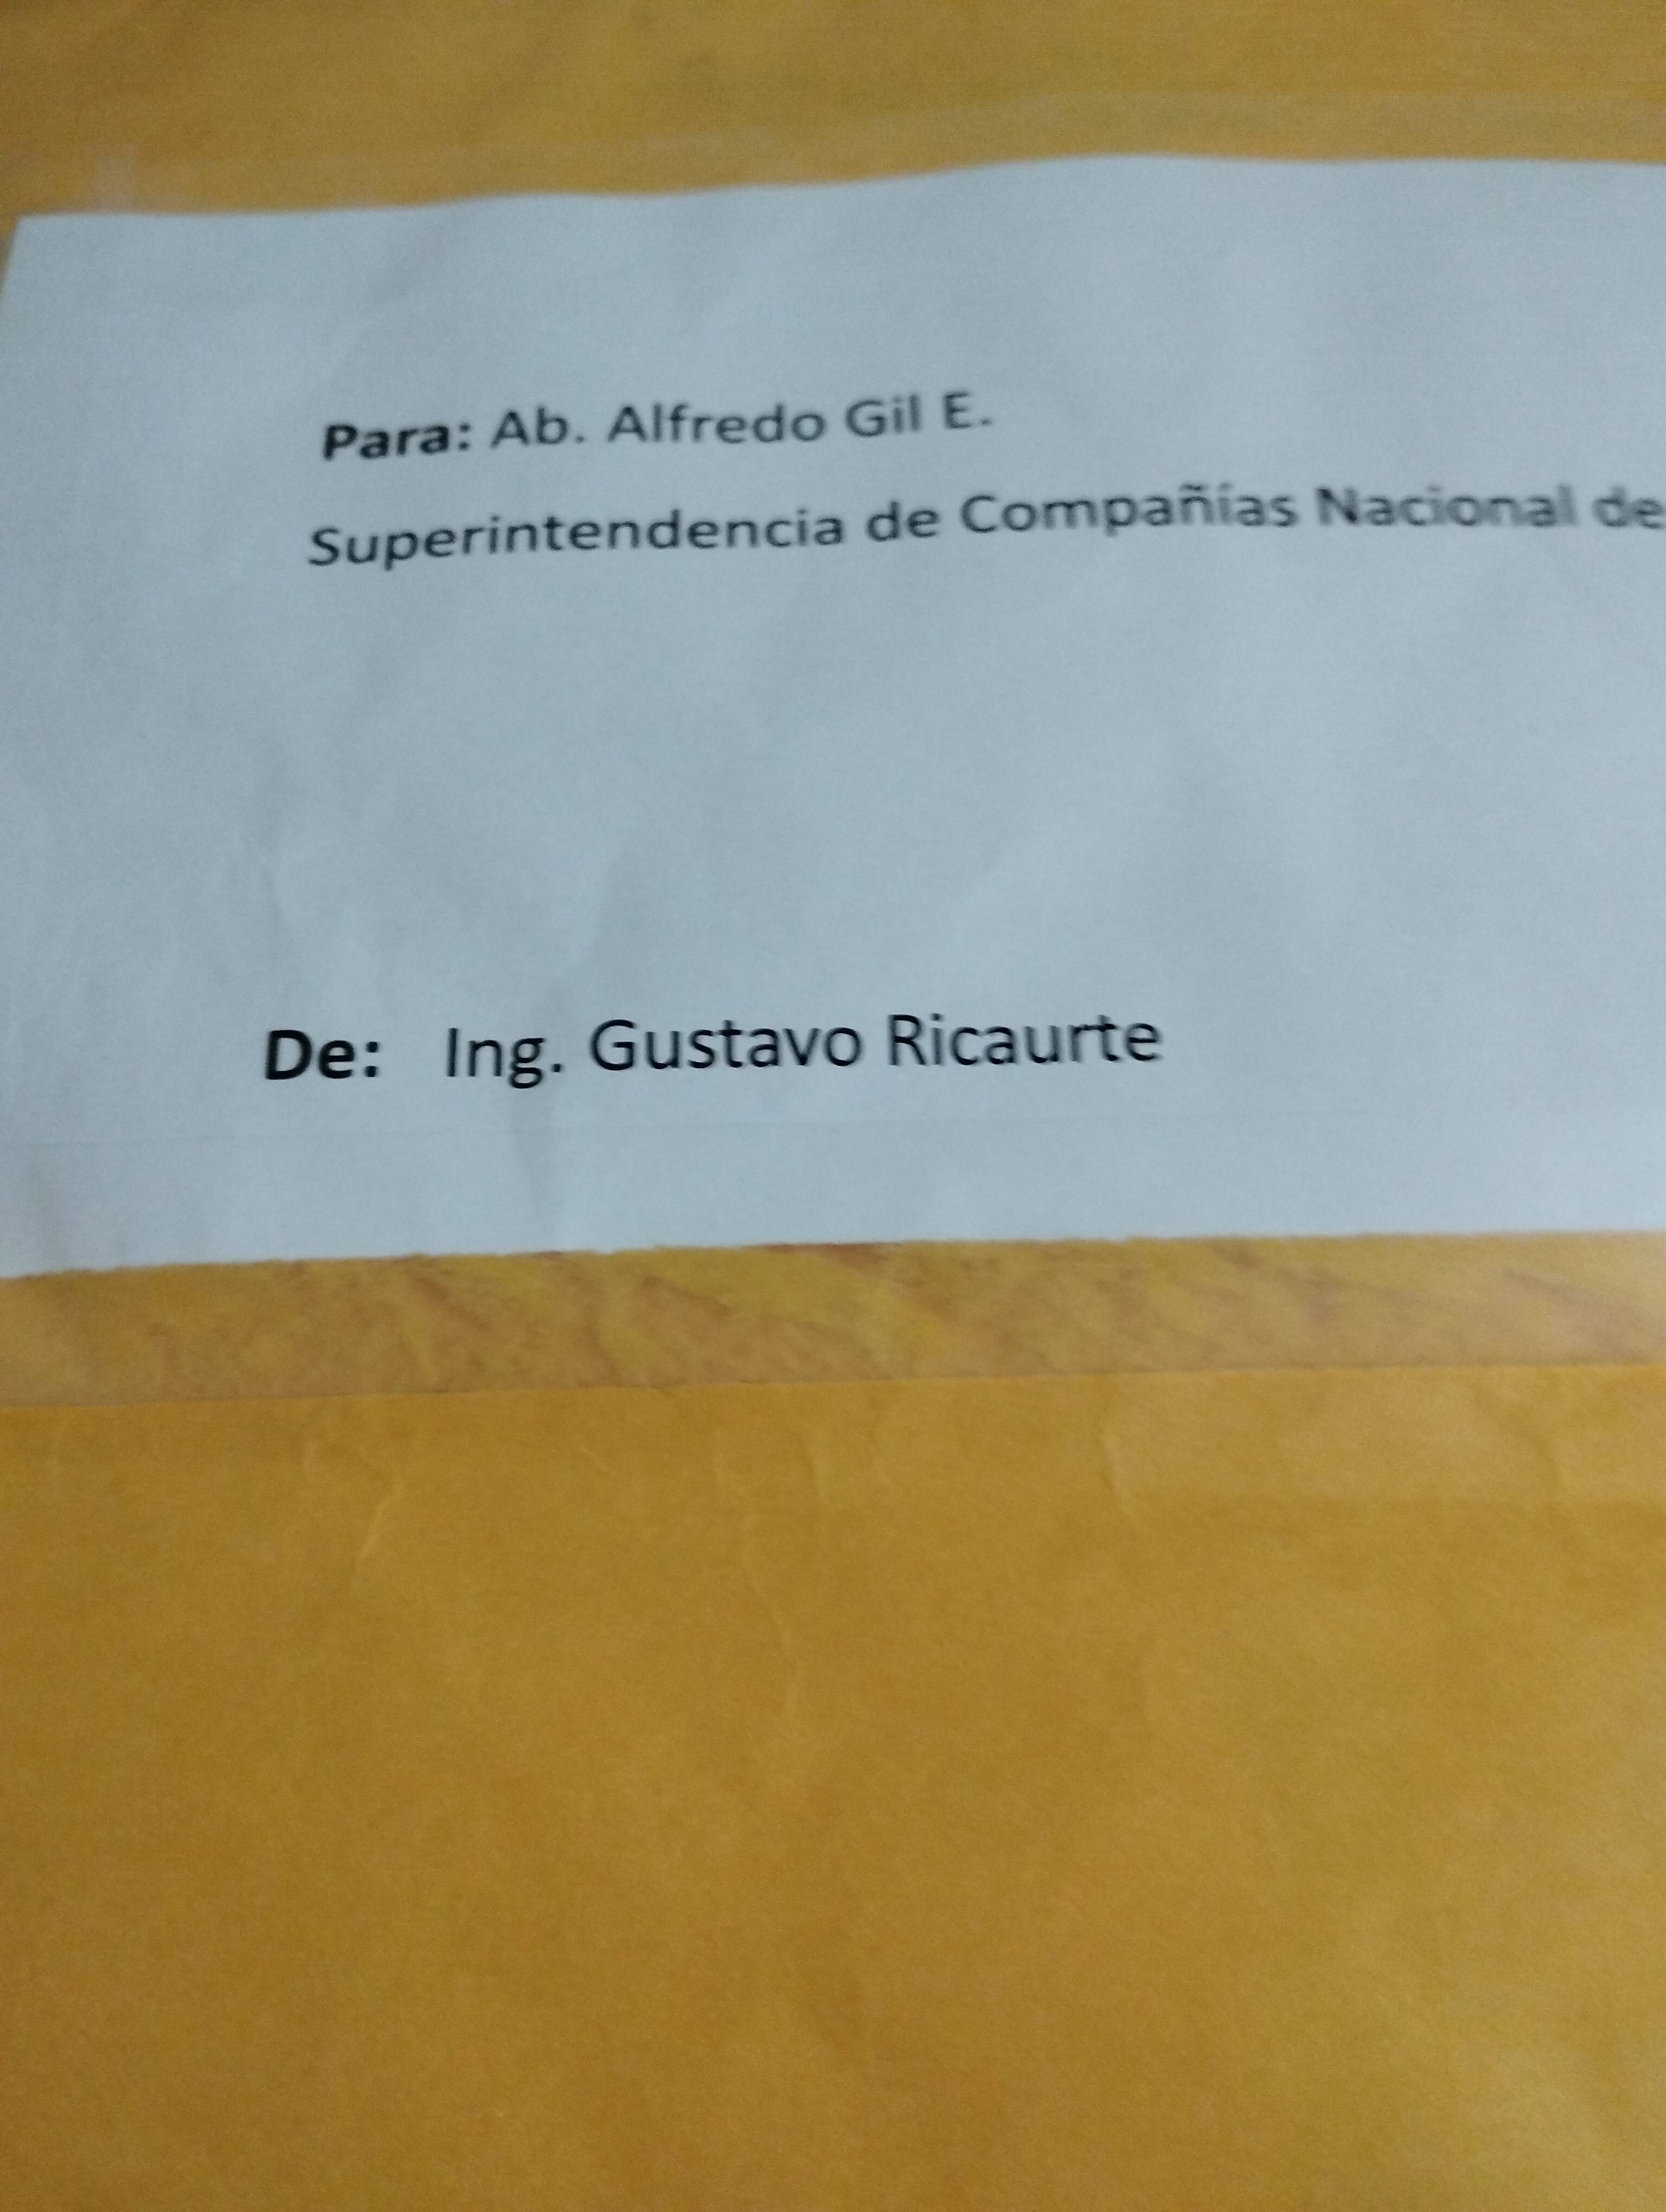 Para: Ab. Alfredo Gil E.
Superintendencia de Compañías Nacional de
De: Ing. Gustavo Ricaurte